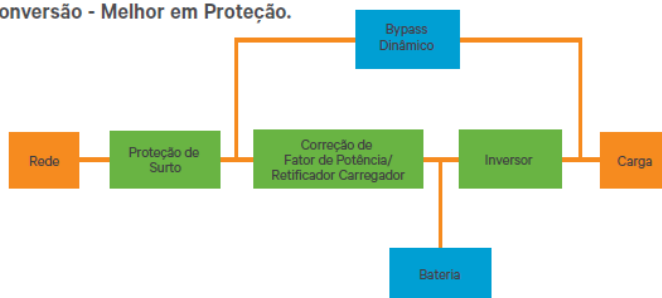 onversão - Melhor em Proteção.
Bypass
Dinâmico
Rede
Proteção de
Surto
Correção de
Fator de Potência/
Retificador Carregador
Inversor
Carga
Bateria